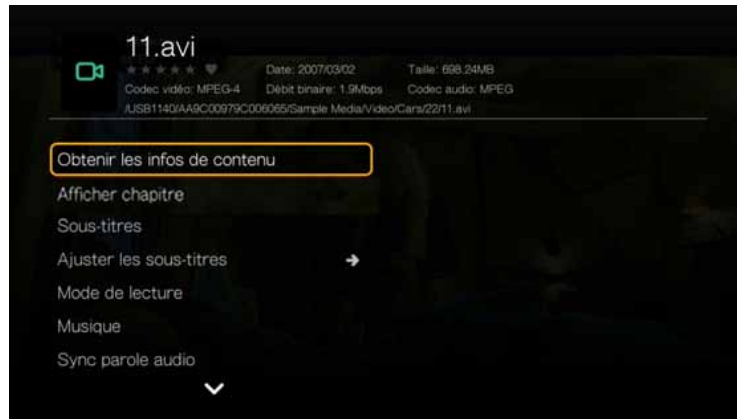 11.avi
Date: 2007/03/02 Taille: 698.24MB
Codec vidéo: MPEG-4 Débit binaire: 1.9Mbps Codec audio: MPEG
/USB1140/AA9C00979C006065/Sample Media/Video/Cars/22/11.avi
Obtenir les infos de contenu
Afficher chapitre
Sous-titres
Ajuster les sous-titres
Mode de lecture
Musique
Sync parole audio